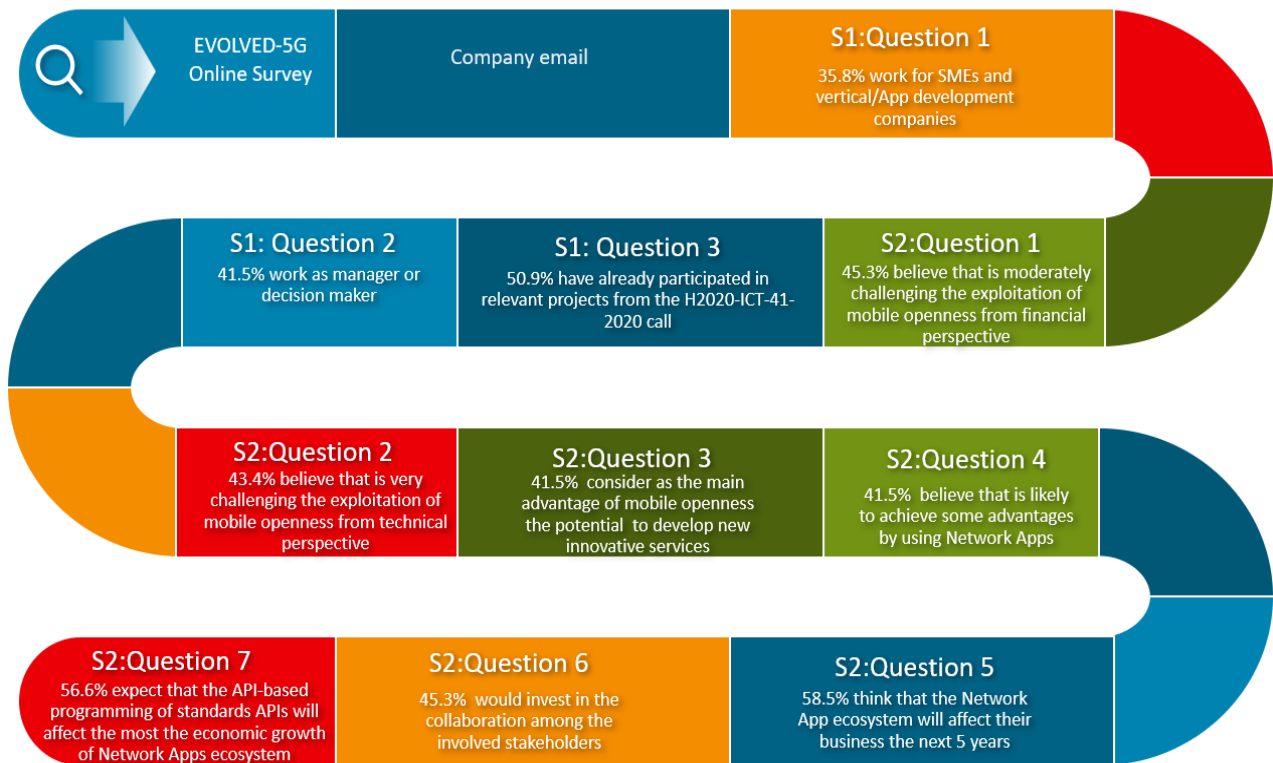 EVOLVED-5G
Online Survey
Company email
S1:Question 1
35.8% work for SMEs and
vertical/App development
companies
S1: Question 2
41.5% work as manager or
decision maker
S1: Question 3
50.9% have already participated in
relevant projects from the H2020-ICT-41-
2020 call
S2:Question 1
45.3% believe that is moderately
challenging the exploitation of
mobile openness from financial
perspective
S2:Question 2
43.4% believe that is very
challenging the exploitation of
mobile openness from technical
perspective
S2:Question 3
41.5% consider as the main
advantage of mobile openness
the potential to develop new
innovative services
S2:Question 4
41.5% believe that is likely
to achieve some advantages
by using Network Apps
S2:Question 7
56.6% expect that the API-based
programming of standards APIs will
affect the most the economic growth
of Network Apps ecosystem
S2:Question 6
45.3% would invest in the
collaboration among the
involved stakeholders
S2:Question 5
58.5% think that the Network
App ecosystem will affect their
business the next 5 years